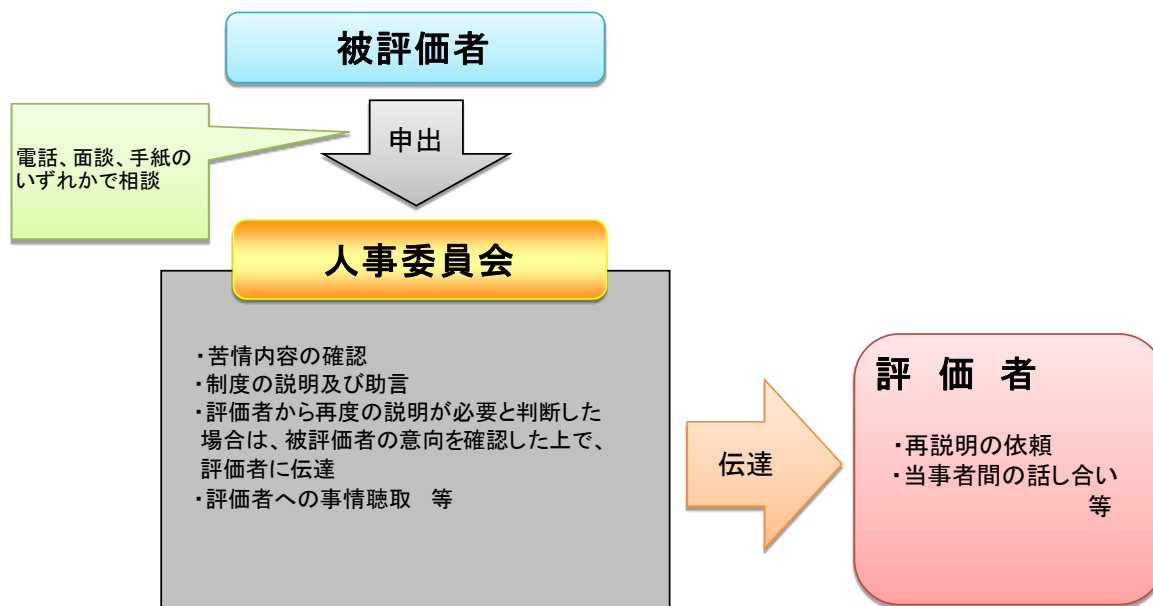 被評価者
申出
電話、面談、手紙の
いずれかで相談
人事委員会
・苦情内容の確認
・制度の説明及び助言
・評価者から再度の説明が必要と判断した
場合は、被評価者の意向を確認した上で、
評価者に伝達
・評価者への事情聴取　等
伝達
評　価　者
・再説明の依頼
・当事者間の話し合い
等